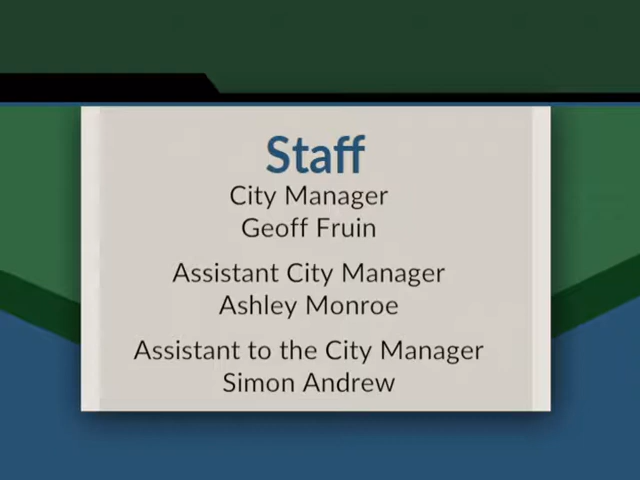 Staff
City Manager
Geoff Fruin
Assistant City Manager
Ashley Monroe
Assistant to the City Manager
Simon Andrew